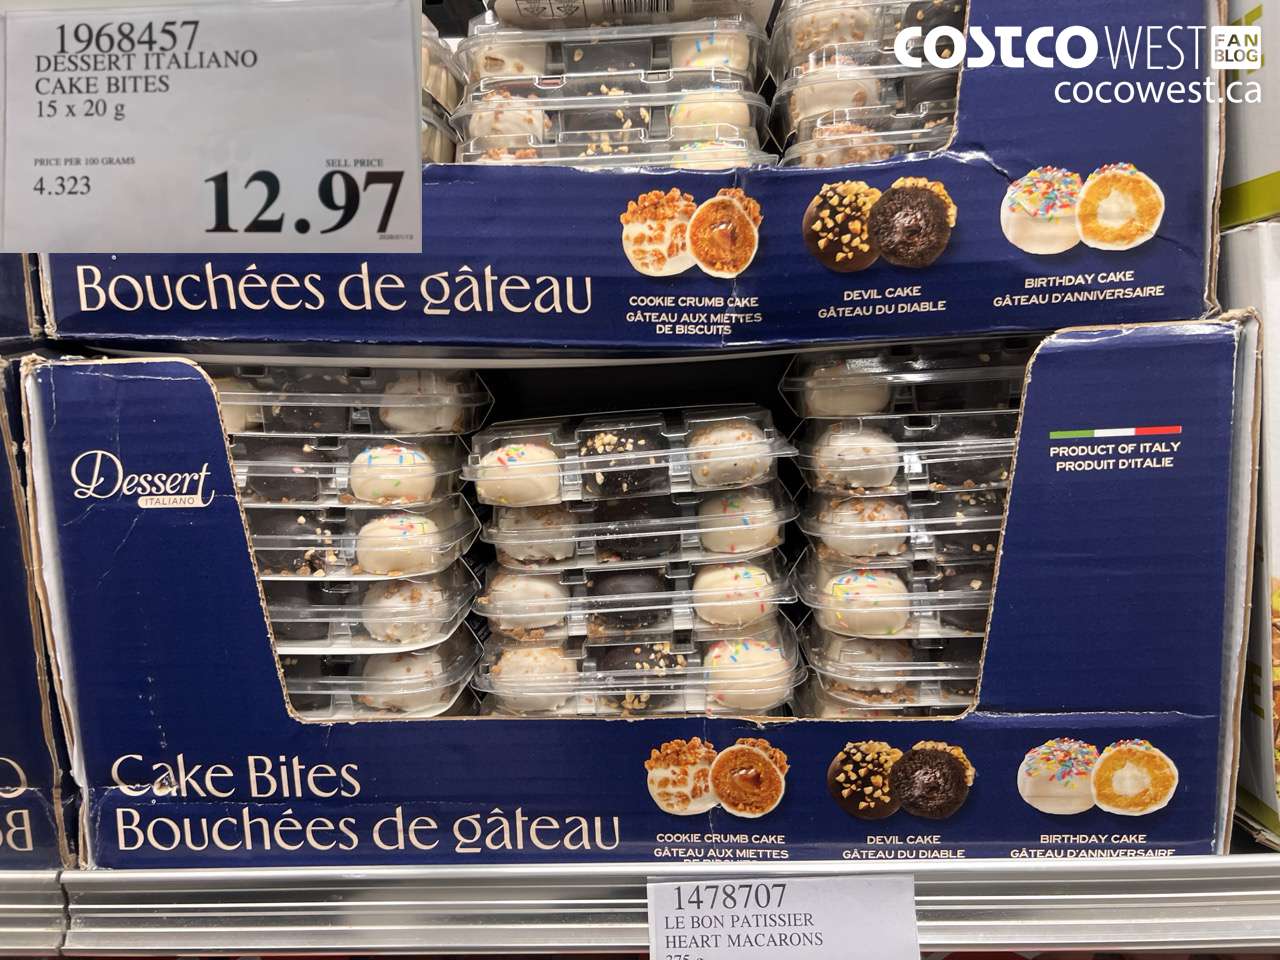 1968457
DESSERT ITALIANO
CAKE BITES
15 x 20 g
PRICE PER 100 GRAMS
4.323
SELL PRICE
12.97
COSTCO WEST
FAN
BLOG
cocowest.ca
Bouchées de gâteau
COOKIE CRUMB CAKE
GÂTEAU AUX MIETTES
DE BISCUITS
DEVIL CAKE
GÂTEAU DU DIABLE
BIRTHDAY CAKE
GÂTEAU D'ANNIVERSAIRE
Dessert
ITALIANO
PRODUCT OF ITALY
PRODUIT D'ITALIE
Cake Bites
Bouchées de gâteau
COOKIE CRUMB CAKE
GÂTEAU AUX MIETTES
DE BISCUITS
DEVIL CAKE
GÂTEAU DU DIABLE
BIRTHDAY CAKE
GÂTEAU D'ANNIVERSAIRE
1478707
LE BON PATISSIER
HEART MACARONS
375 g